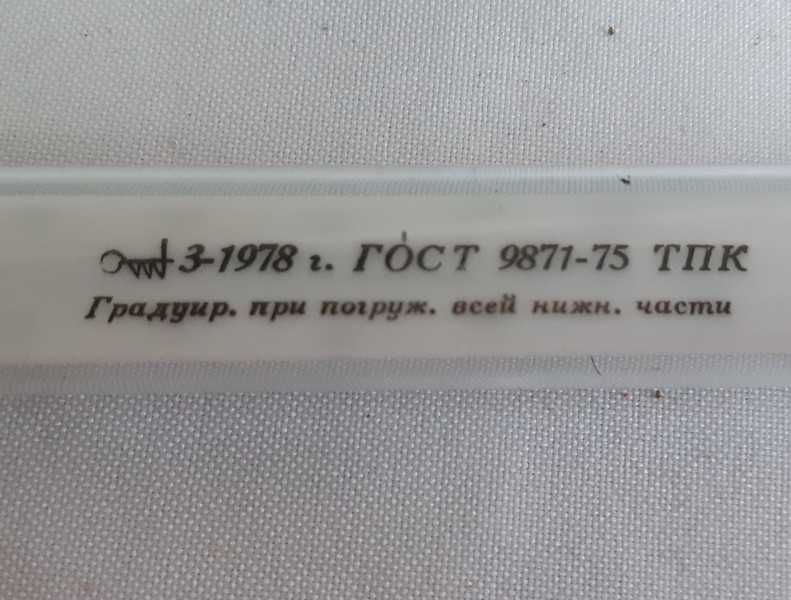 3-1978 г. ГОСТ 9871-75 ТПК
Градуир. при погруж. всей нижн. части